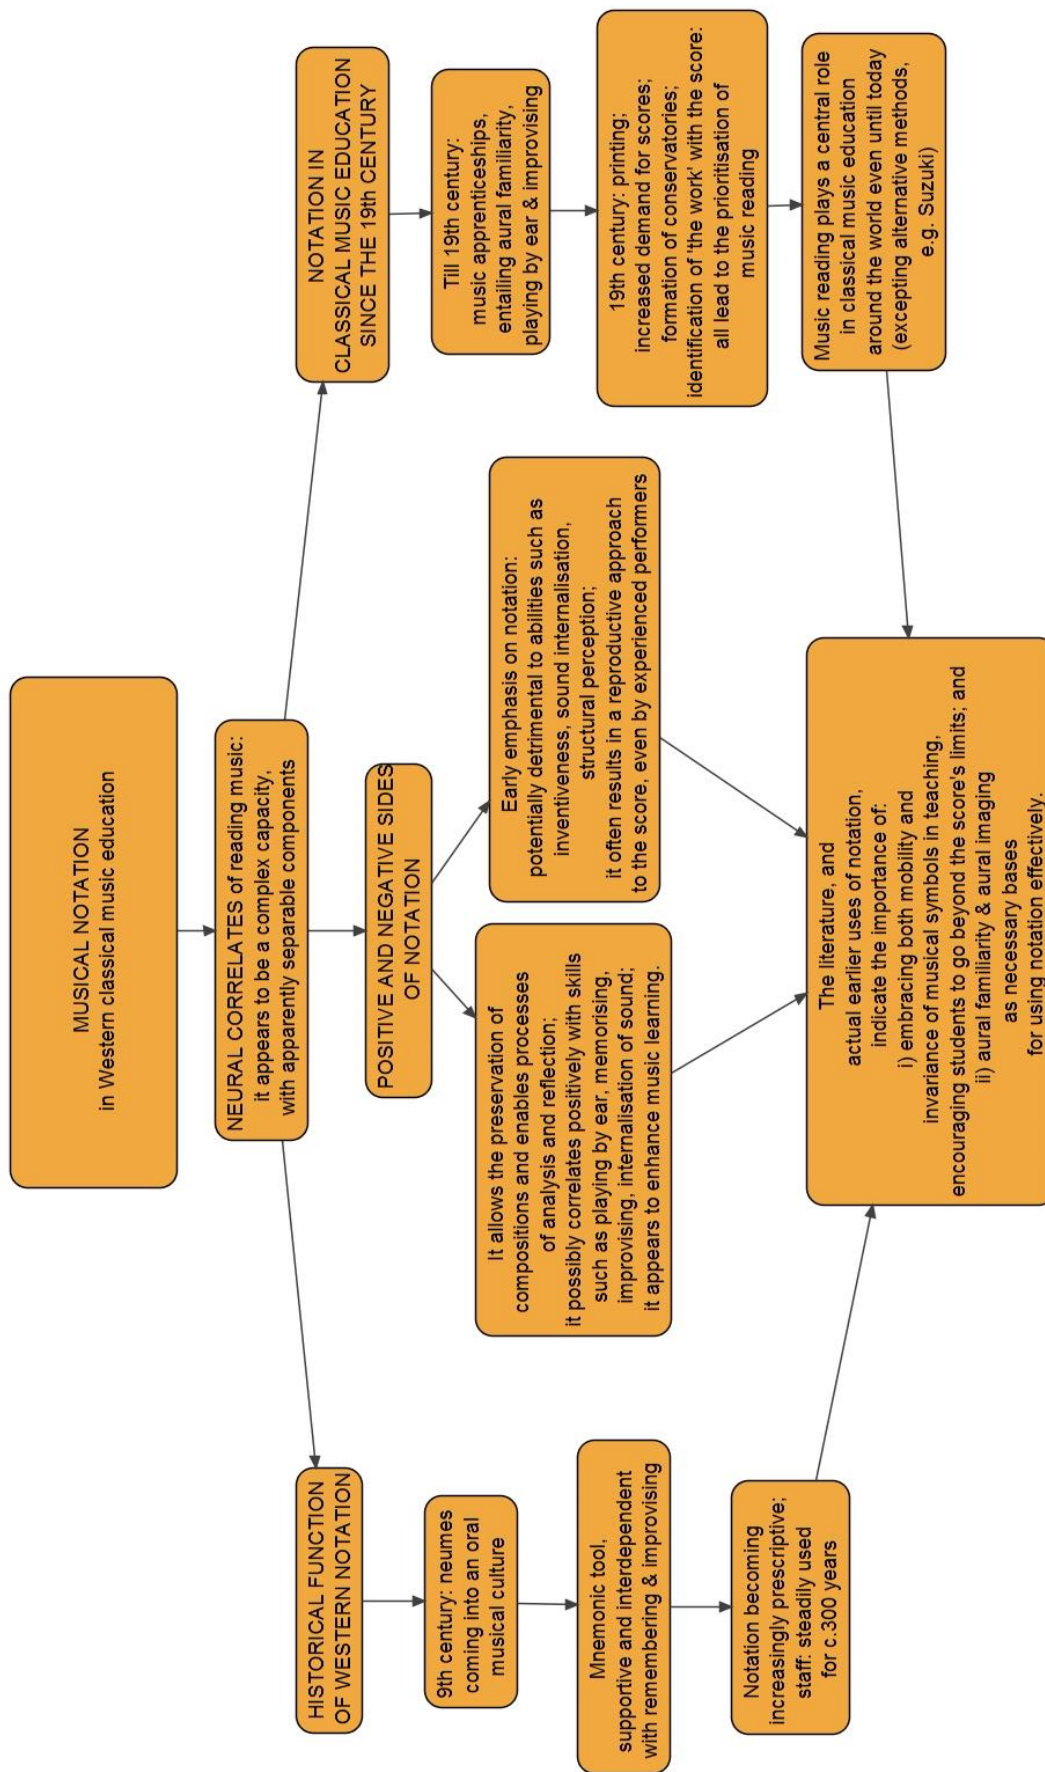 MUSICAL NOTATION
in Western classical music education
NEURAL CORRELATES of reading music:
it appears to be a complex capacity,
with apparently separable components
HISTORICAL FUNCTION
OF WESTERN NOTATION
9th century: neumes
coming into an oral
musical culture
Mnemonic tool,
supportive and interdependent
with remembering & improvising
Notation becoming
increasingly prescriptive;
staff: steadily used
for c.300 years
POSITIVE AND NEGATIVE SIDES
OF NOTATION
It allows the preservation of
compositions and enables processes
of analysis and reflection;
it possibly correlates positively with skills
such as playing by ear, memorising,
improvising, internalisation of sound;
it appears to enhance music learning.
Early emphasis on notation:
potentially detrimental to abilities such as
inventiveness, sound internalisation,
structural perception;
it often results in a reproductive approach
to the score, even by experienced performers
NOTATION IN
CLASSICAL MUSIC EDUCATION
SINCE THE 19th CENTURY
Till 19th century:
music apprenticeships,
entailing aural familiarity,
playing by ear & improvising
19th century: printing;
increased demand for scores;
formation of conservatories;
identification of 'the work' with the score:
all lead to the prioritisation of
music reading
Music reading plays a central role
in classical music education
around the world even until today
(excepting alternative methods,
e.g. Suzuki)
The literature, and
actual earlier uses of notation,
indicate the importance of:
i) embracing both mobility and
invariance of musical symbols in teaching,
encouraging students to go beyond the score's limits; and
ii) aural familiarity & aural imaging
as necessary bases
for using notation effectively.